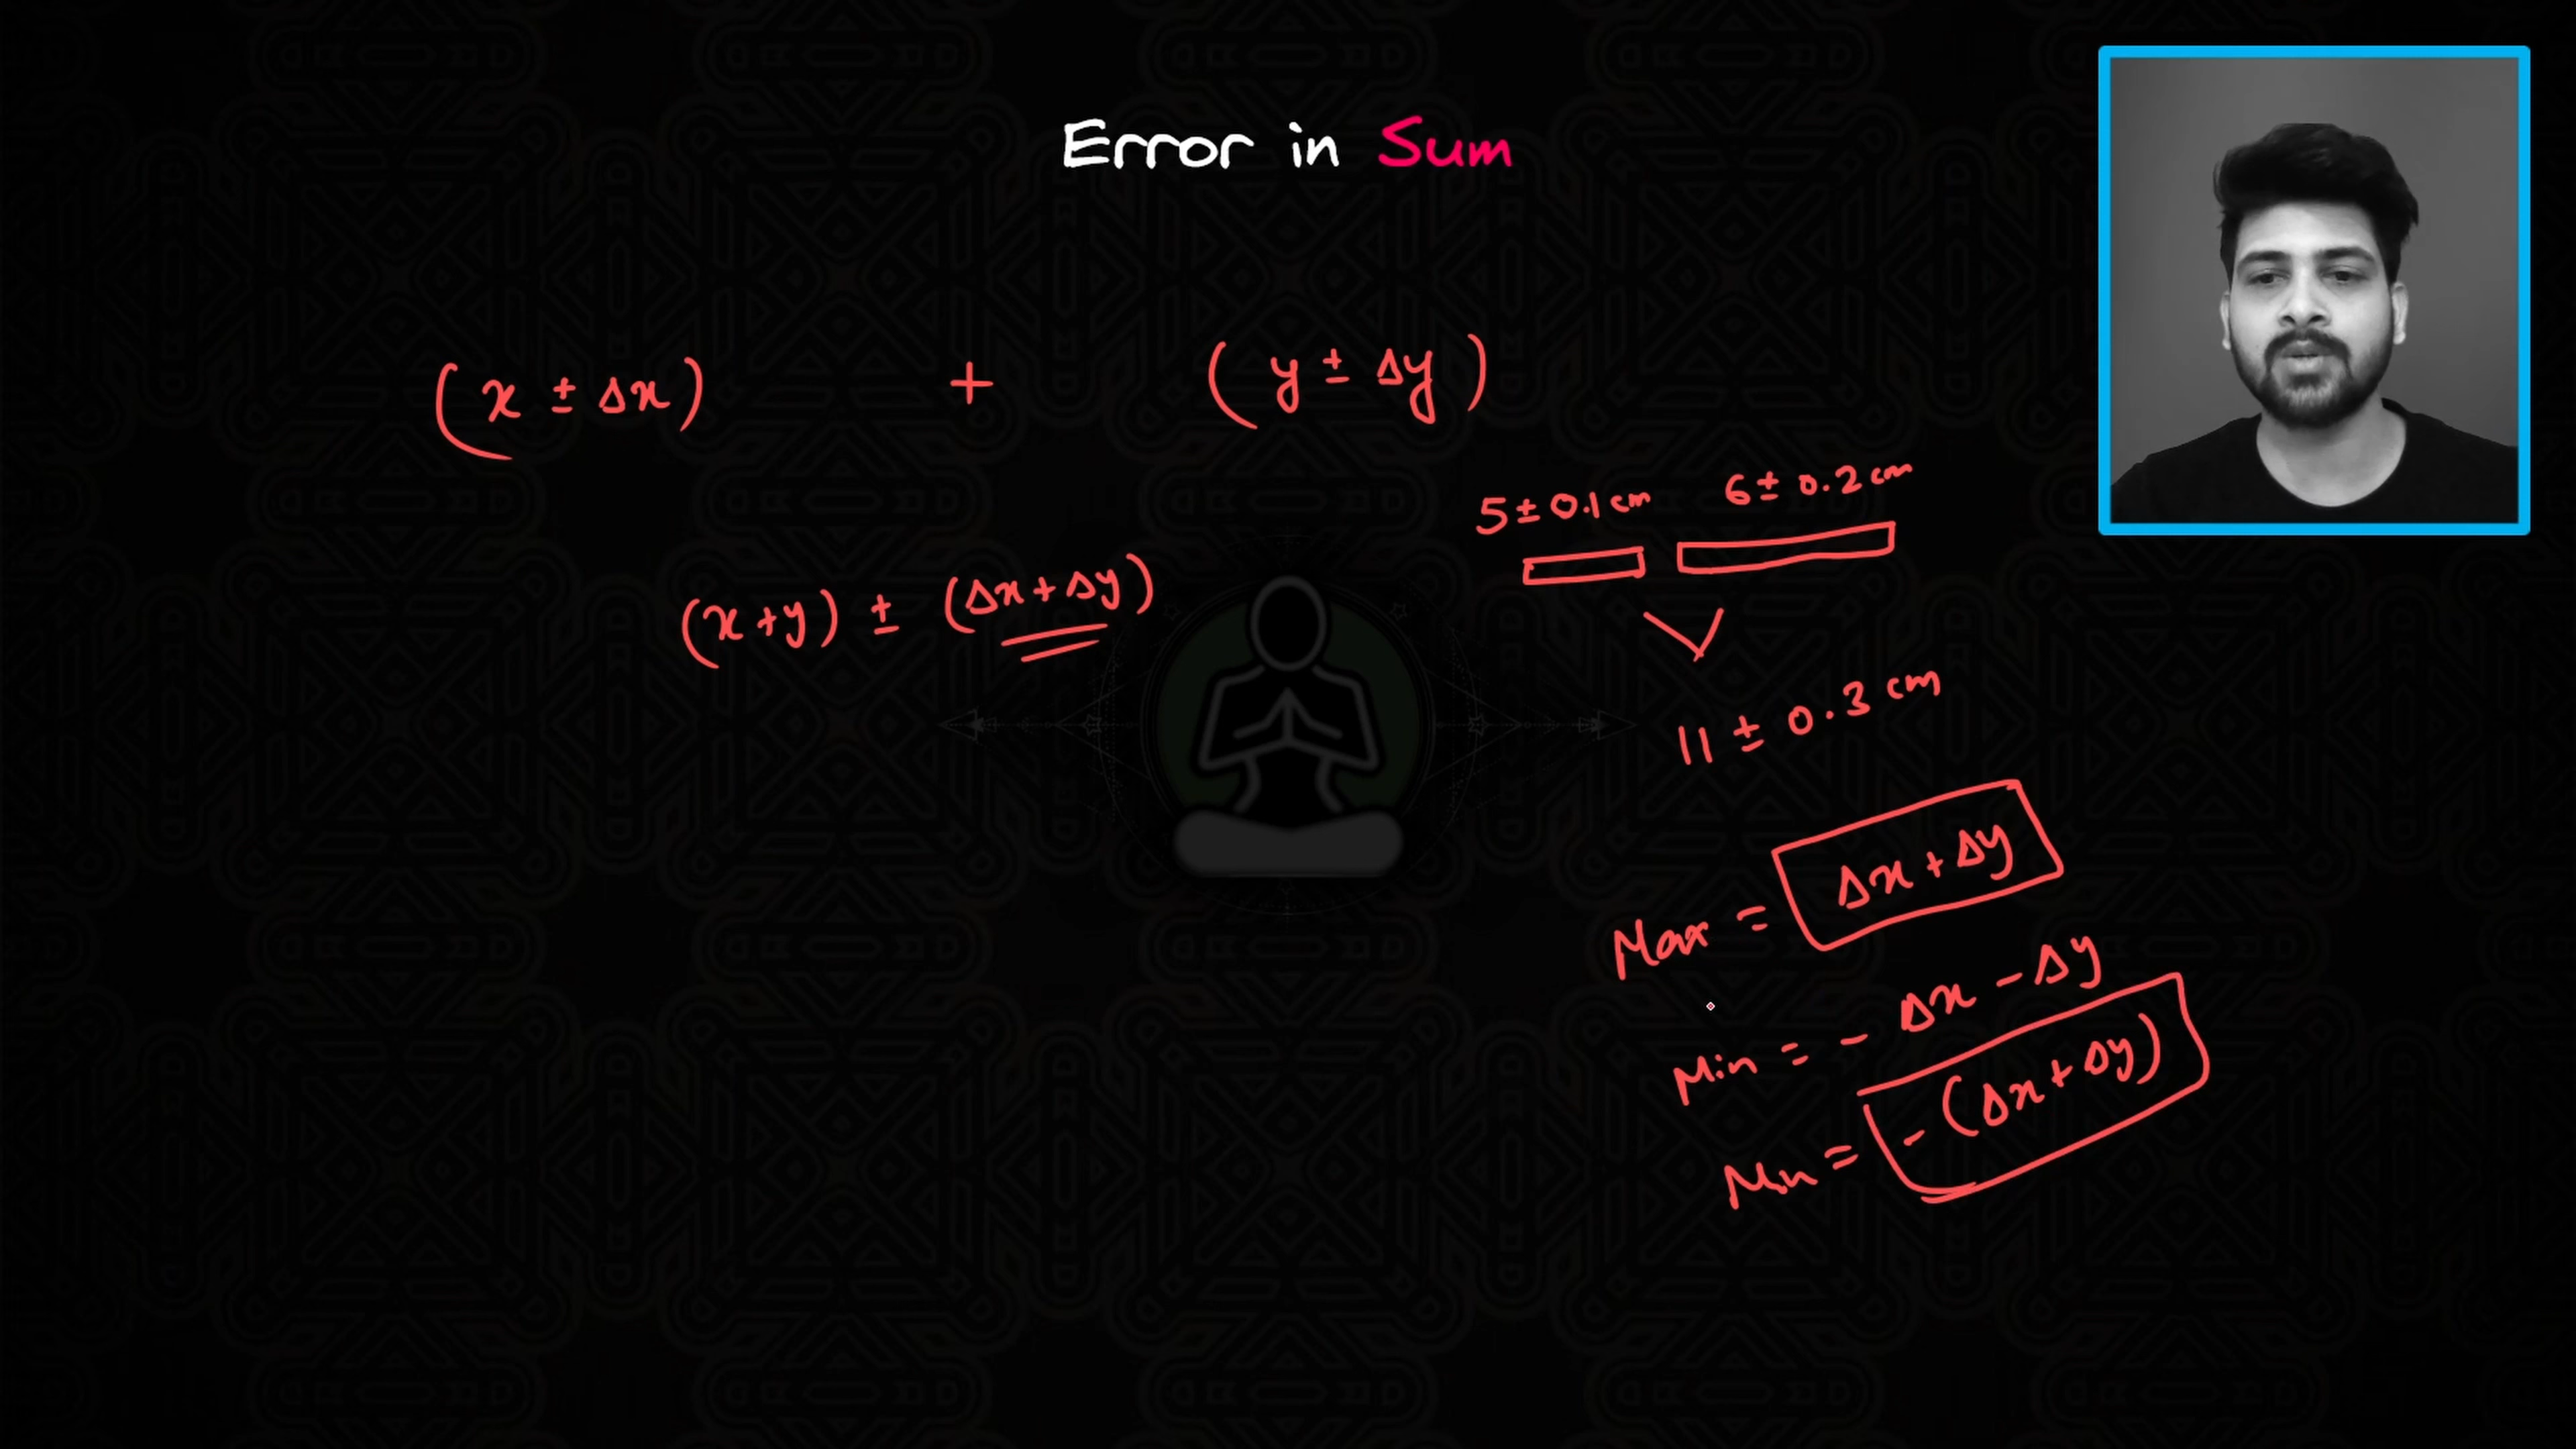 Error in Sum
(x ± Δx) + (y ± Δy)
5 ± 0.1 cm 6 ± 0.2 cm
(x + y) ± (Δx + Δy)
11 ± 0.3 cm
Max = Δx + Δy
Min = - Δx - Δy
Min = - (Δx + Δy)